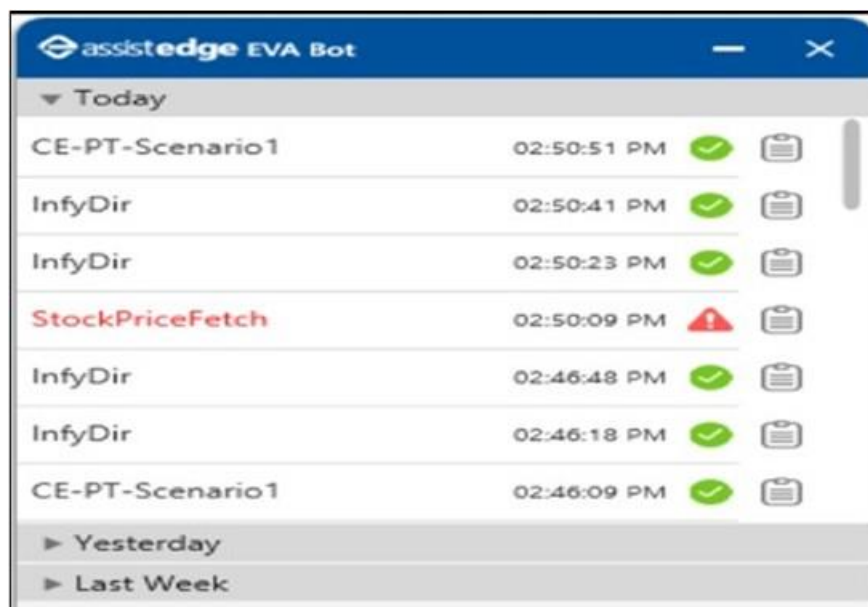 assistedge EVA Bot
Today
CE-PT-Scenario1 02:50:51 PM
InfyDir 02:50:41 PM
InfyDir 02:50:23 PM
StockPriceFetch 02:50:09 PM
InfyDir 02:46:48 PM
InfyDir 02:46:18 PM
CE-PT-Scenario1 02:46:09 PM
Yesterday
Last Week